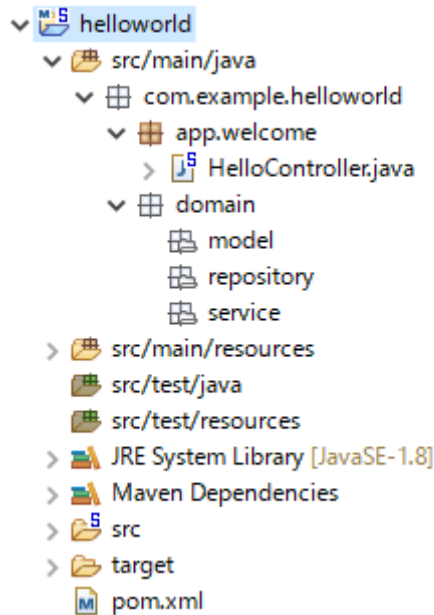 helloworld
src/main/java
com.example.helloworld
app.welcome
HelloController.java
domain
model
repository
service
src/main/resources
src/test/java
src/test/resources
JRE System Library [JavaSE-1.8]
Maven Dependencies
src
target
pom.xml